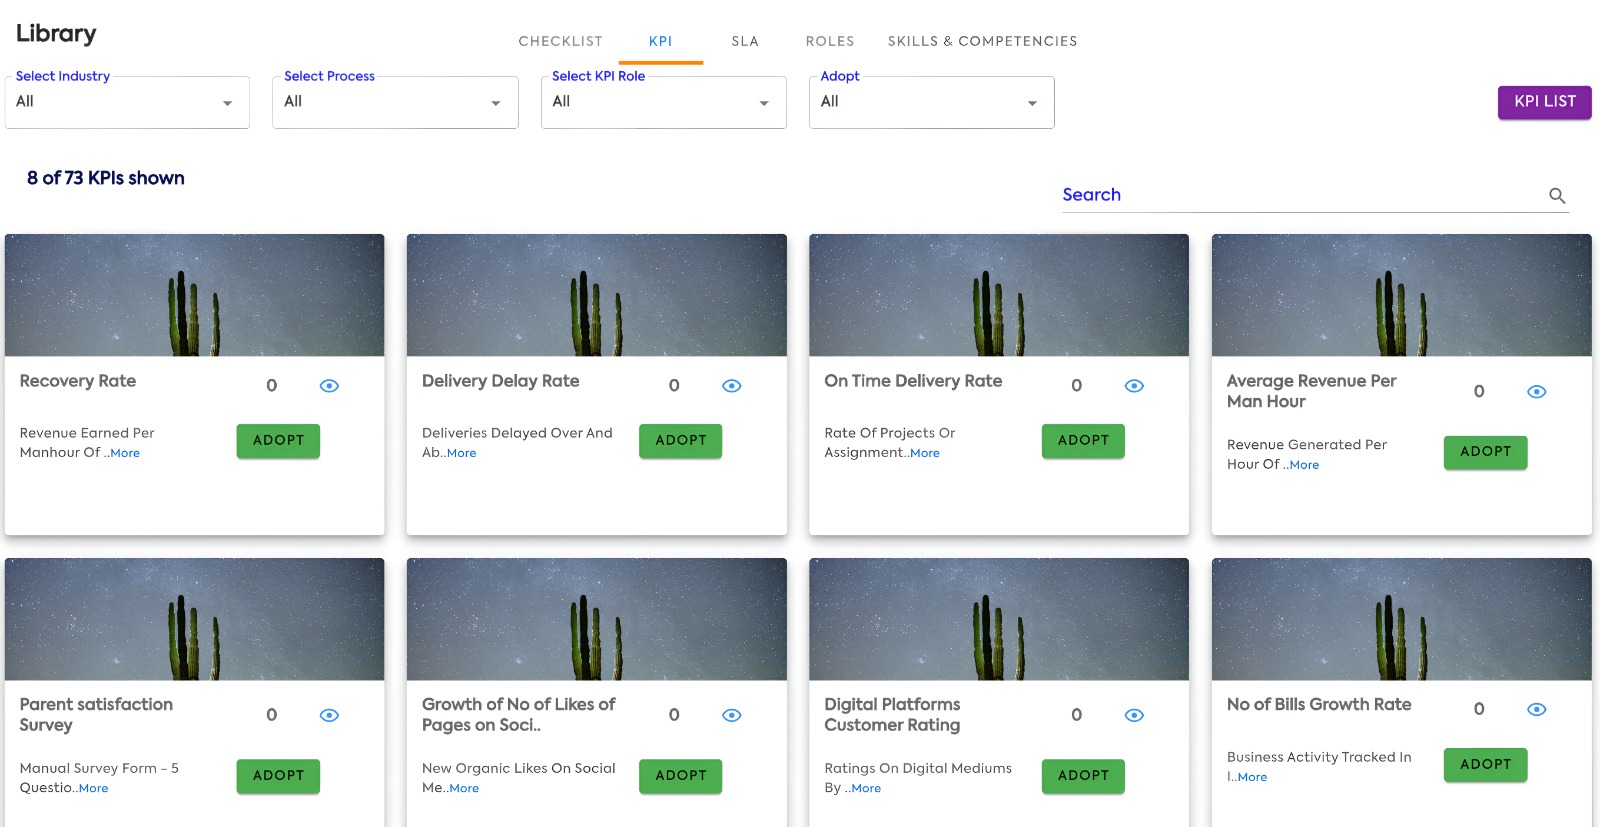 Library
CHECKLIST
KPI
SLA
ROLES
SKILLS & COMPETENCIES
Select Industry
All
Select Process
All
Select KPI Role
All
Adopt
All
KPI LIST
8 of 73 KPIs shown
Search
Recovery Rate
0
Revenue Earned Per
Manhour Of ..More
ADOPT
Delivery Delay Rate
0
Deliveries Delayed Over And
Ab..More
ADOPT
On Time Delivery Rate
0
Rate Of Projects Or
Assignment..More
ADOPT
Average Revenue Per
Man Hour
0
Revenue Generated Per
Hour Of ..More
ADOPT
Parent satisfaction
Survey
0
Manual Survey Form - 5
Questio..More
ADOPT
Growth of No of Likes of
Pages on Soci..
0
New Organic Likes On Social
Me..More
ADOPT
Digital Platforms
Customer Rating
0
Ratings On Digital Mediums
By ..More
ADOPT
No of Bills Growth Rate
0
Business Activity Tracked In
I..More
ADOPT